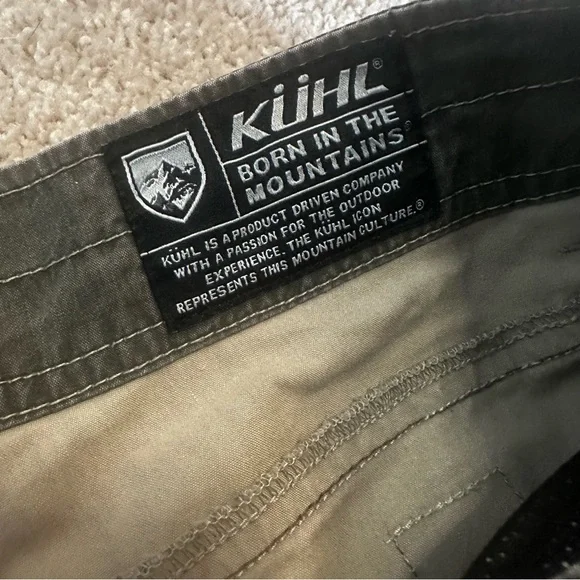 KÜHL®
BORN IN THE
MOUNTAINS®
KÜHL IS A PRODUCT DRIVEN COMPANY
WITH A PASSION FOR THE OUTDOOR
EXPERIENCE. THE KÜHL ICON
REPRESENTS THIS MOUNTAIN CULTURE.®